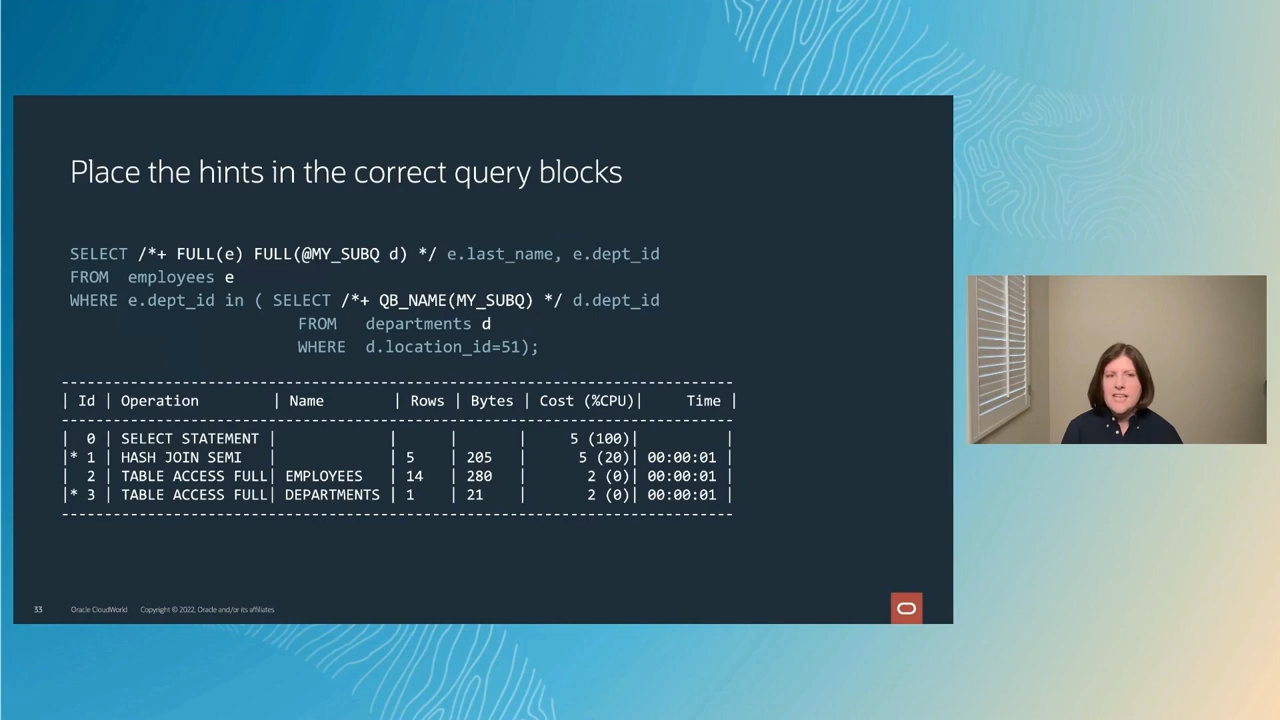 Place the hints in the correct query blocks
SELECT /*+ FULL(e) FULL(@MY_SUBQ d) */ e.last_name, e.dept_id
FROM employees e
WHERE e.dept_id in ( SELECT /*+ QB_NAME(MY_SUBQ) */ d.dept_id
FROM departments d
WHERE d.location_id=51);
---------------------------------------------------------------------
| Id | Operation | Name | Rows | Bytes | Cost (%CPU)| Time |
---------------------------------------------------------------------
| 0 | SELECT STATEMENT | | | | 5 (100)| |
|* 1 | HASH JOIN SEMI | | 5 | 205 | 5 (20)| 00:00:01 |
| 2 | TABLE ACCESS FULL| EMPLOYEES | 14 | 280 | 2 (0)| 00:00:01 |
|* 3 | TABLE ACCESS FULL| DEPARTMENTS | 1 | 21 | 2 (0)| 00:00:01 |
---------------------------------------------------------------------
33 Oracle CloudWorld Copyright © 2022, Oracle and/or its affiliates